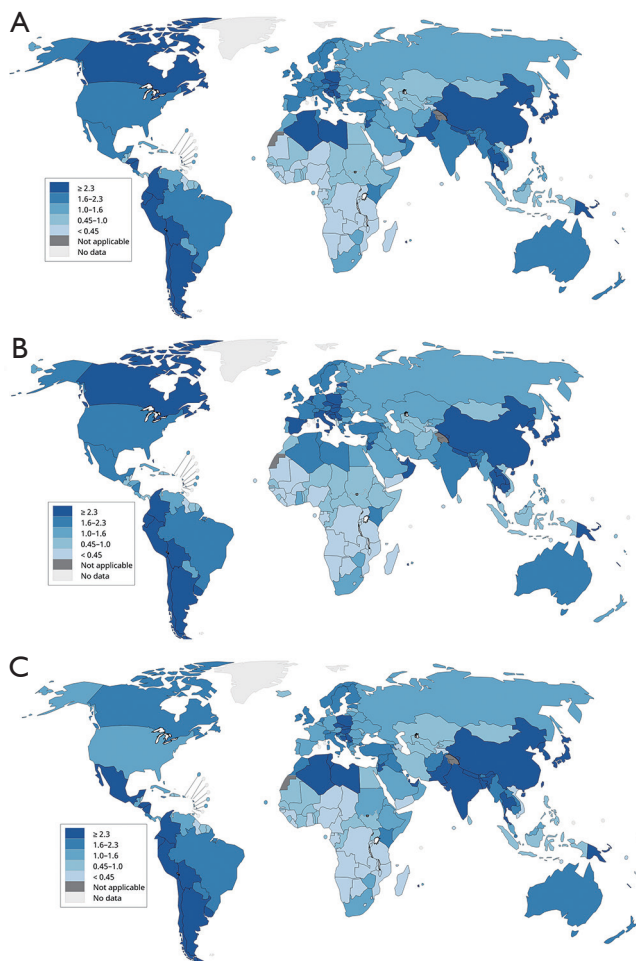 A
≥ 2.3
1.6–2.3
1.0–1.6
0.45–1.0
< 0.45
Not applicable
No data
B
≥ 2.3
1.6–2.3
1.0–1.6
0.45–1.0
< 0.45
Not applicable
No data
C
≥ 2.3
1.6–2.3
1.0–1.6
0.45–1.0
< 0.45
Not applicable
No data